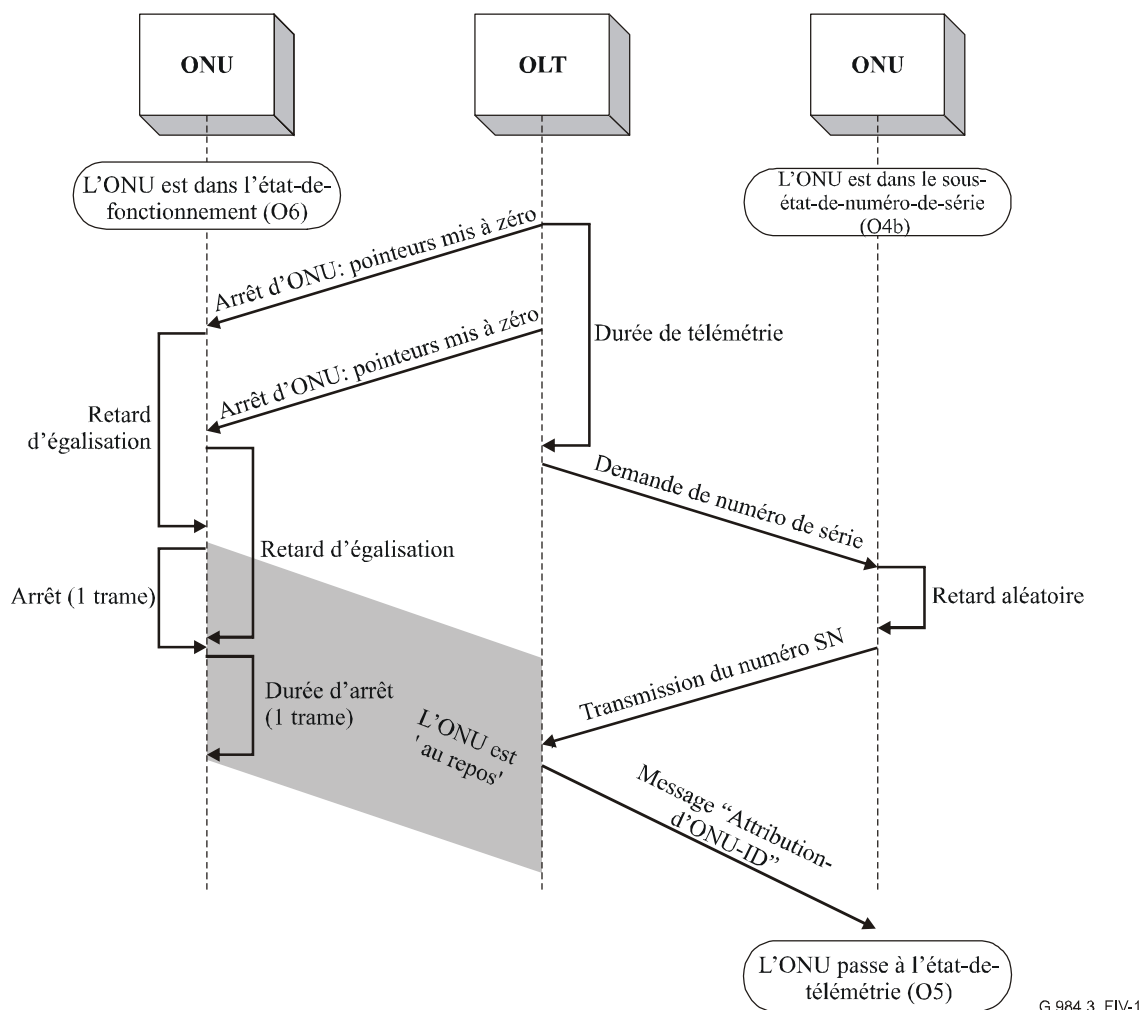 ONU
OLT
ONU
L'ONU est dans l'état-de-
fonctionnement (O6)
L'ONU est dans le sous-
état-de-numéro-de-série
(O4b)
Arrêt d'ONU: pointeurs mis à zéro
Durée de télémétrie
Arrêt d'ONU: pointeurs mis à zéro
Retard
d'égalisation
Demande de numéro de série
Retard d'égalisation
Arrêt (1 trame)
Retard aléatoire
Transmission du numéro SN
Durée d'arrêt
(1 trame)
L'ONU est
'au repos'
Message “Attribution-
d'ONU-ID”
L'ONU passe à l'état-de-
télémétrie (O5)
G.984.3_FIV-1